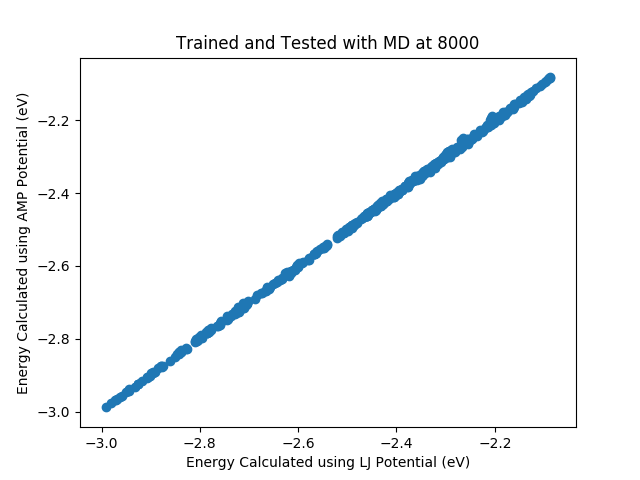 Trained and Tested with MD at 8000
Energy Calculated using AMP Potential (eV)
−2.2
−2.4
−2.6
−2.8
−3.0
−3.0 −2.8 −2.6 −2.4 −2.2
Energy Calculated using LJ Potential (eV)